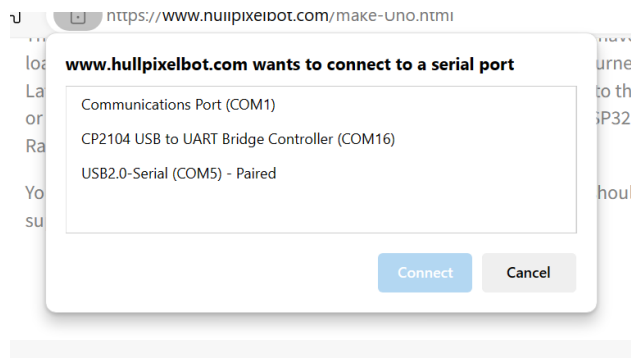 https://www.hullpixelbot.com/make-Uno.html
www.hullpixelbot.com wants to connect to a serial port
Communications Port (COM1)
CP2104 USB to UART Bridge Controller (COM16)
USB2.0-Serial (COM5) - Paired
Connect
Cancel